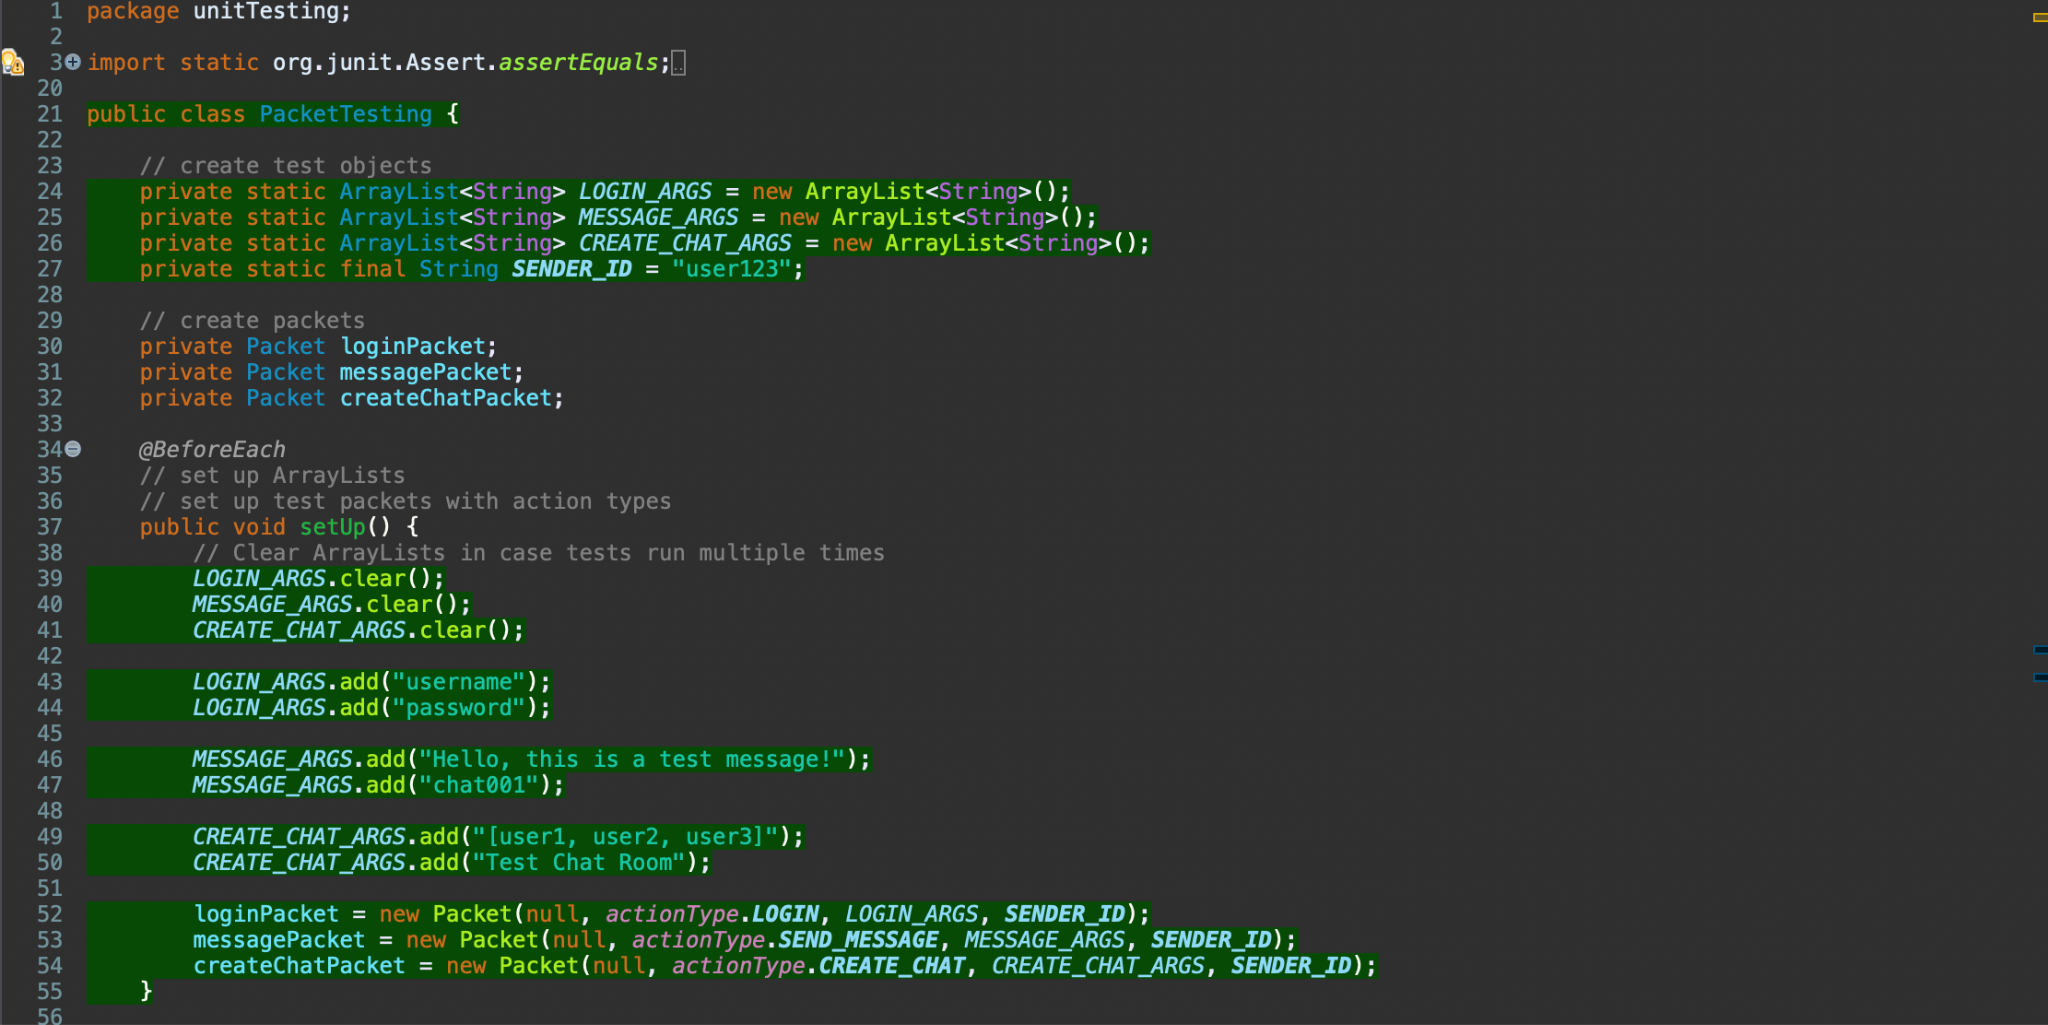 1 package unitTesting;
2
3 import static org.junit.Assert.assertEquals;
20
21 public class PacketTesting {
22
23     // create test objects
24     private static ArrayList<String> LOGIN_ARGS = new ArrayList<String>();
25     private static ArrayList<String> MESSAGE_ARGS = new ArrayList<String>();
26     private static ArrayList<String> CREATE_CHAT_ARGS = new ArrayList<String>();
27     private static final String SENDER_ID = "user123";
28
29     // create packets
30     private Packet loginPacket;
31     private Packet messagePacket;
32     private Packet createChatPacket;
33
34     @BeforeEach
35     // set up ArrayLists
36     // set up test packets with action types
37     public void setUp() {
38         // Clear ArrayLists in case tests run multiple times
39         LOGIN_ARGS.clear();
40         MESSAGE_ARGS.clear();
41         CREATE_CHAT_ARGS.clear();
42
43         LOGIN_ARGS.add("username");
44         LOGIN_ARGS.add("password");
45
46         MESSAGE_ARGS.add("Hello, this is a test message!");
47         MESSAGE_ARGS.add("chat001");
48
49         CREATE_CHAT_ARGS.add("[user1, user2, user3]");
50         CREATE_CHAT_ARGS.add("Test Chat Room");
51
52         loginPacket = new Packet(null, actionType.LOGIN, LOGIN_ARGS, SENDER_ID);
53         messagePacket = new Packet(null, actionType.SEND_MESSAGE, MESSAGE_ARGS, SENDER_ID);
54         createChatPacket = new Packet(null, actionType.CREATE_CHAT, CREATE_CHAT_ARGS, SENDER_ID);
55     }
56